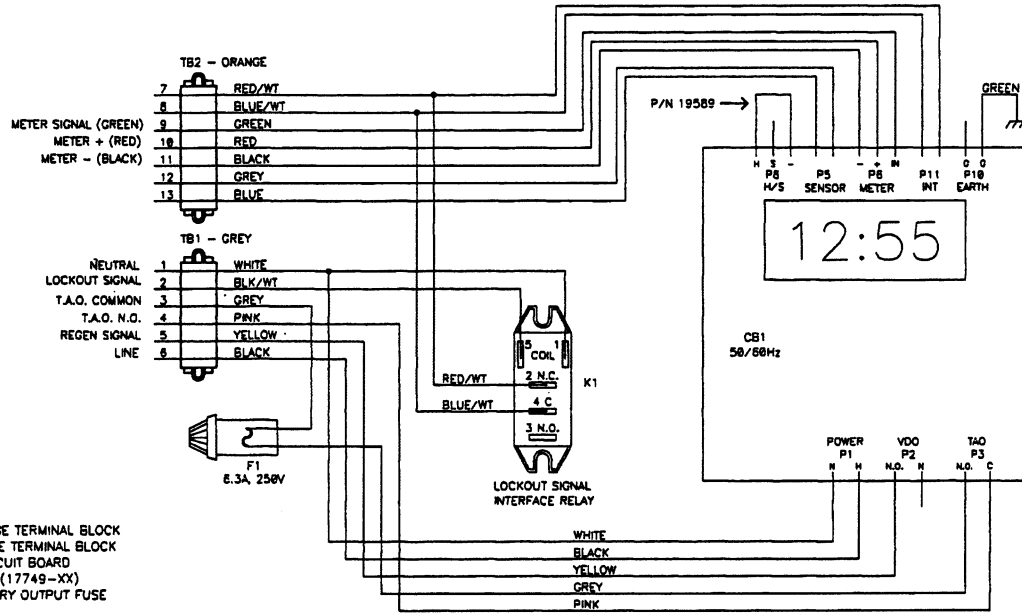 TB2 - ORANGE
7 RED/WT
8 BLUE/WT
METER SIGNAL (GREEN) 9 GREEN
METER + (RED) 10 RED
METER - (BLACK) 11 BLACK
12 GREY
13 BLUE
P/N 19589
GREEN
H S -
P8
H/S
P5
SENSOR
- + IN
P6
METER
P11
INT
G G
P10
EARTH
12:55
CB1
50/60Hz
TB1 - GREY
NEUTRAL 1 WHITE
LOCKOUT SIGNAL 2 BLK/WT
T.A.O. COMMON 3 GREY
T.A.O. N.O. 4 PINK
REGEN SIGNAL 5 YELLOW
LINE 6 BLACK
5 1
COIL
RED/WT 2 N.C.
K1
BLUE/WT 4 C
3 N.O.
LOCKOUT SIGNAL
INTERFACE RELAY
F1
6.3A, 250V
POWER
P1
N H
VDO
P2
N.O. N
TAO
P3
N.O. C
WHITE
BLACK
YELLOW
GREY
PINK
E TERMINAL BLOCK
E TERMINAL BLOCK
CUIT BOARD
(17749-XX)
RY OUTPUT FUSE